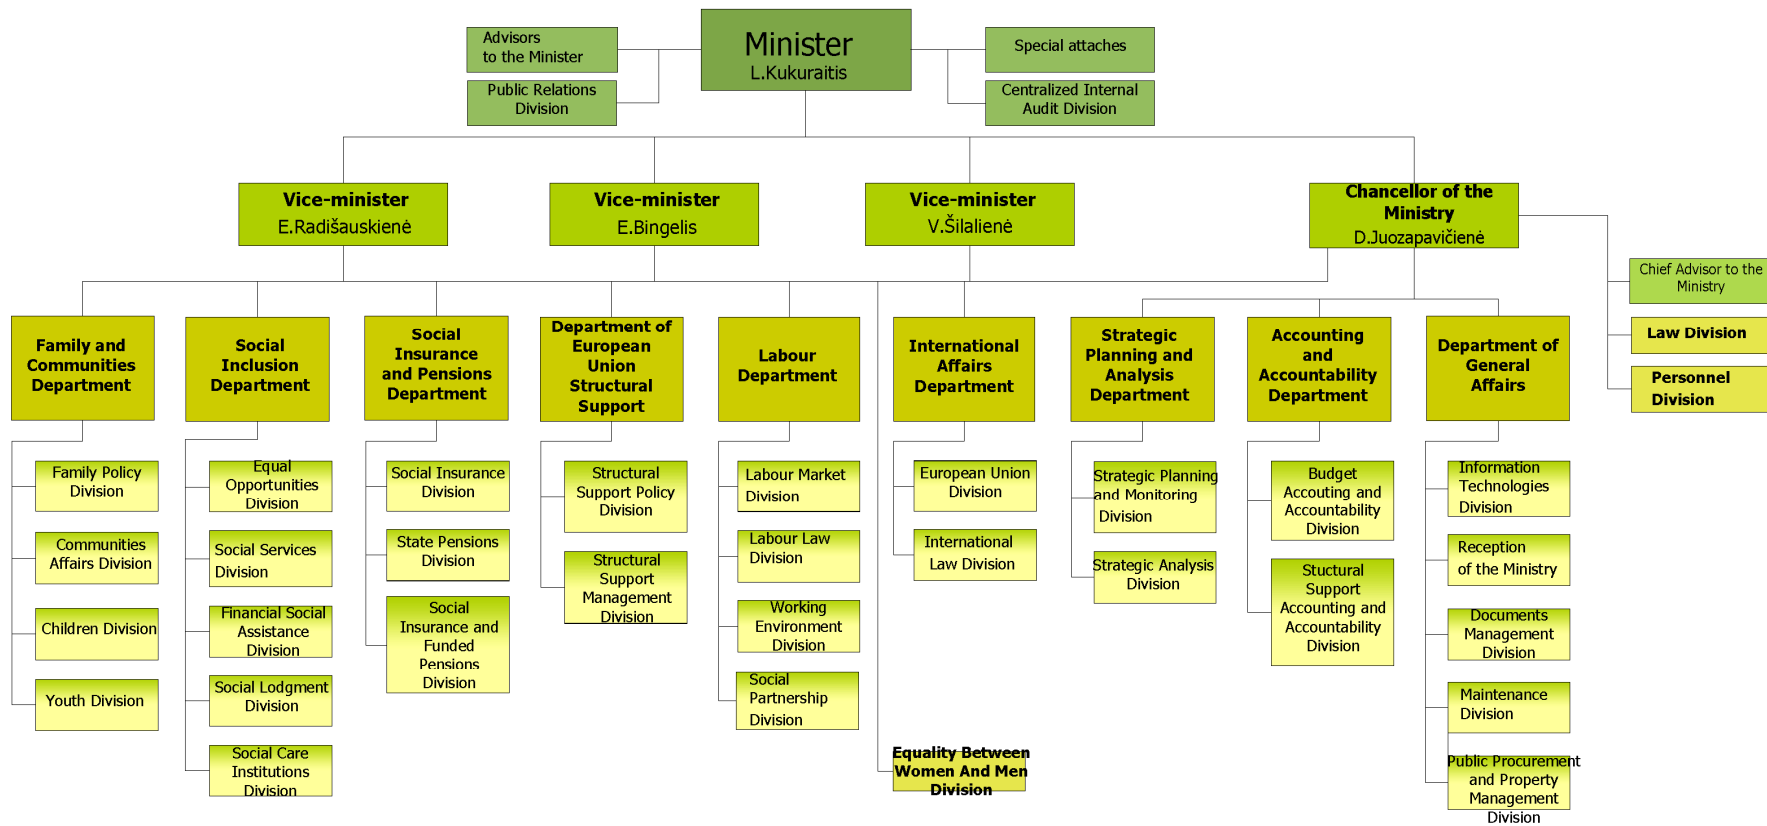 Advisors
to the Minister
Public Relations
Division
Minister
L.Kukuraitis
Special attaches
Centralized Internal
Audit Division
Vice-minister
E.Radišauskienė
Vice-minister
E.Bingelis
Vice-minister
V.Šilalienė
Chancellor of the
Ministry
D.Juozapavičienė
Chief Advisor to the
Ministry
Law Division
Personnel
Division
Family and
Communities
Department
Social
Inclusion
Department
Social
Insurance
and Pensions
Department
Department of
European
Union
Structural
Support
Labour
Department
International
Affairs
Department
Strategic
Planning and
Analysis
Department
Accounting
and
Accountability
Department
Department of
General
Affairs
Family Policy
Division
Communities
Affairs Division
Children Division
Youth Division
Equal
Opportunities
Division
Social Services
Division
Financial Social
Assistance
Division
Social Lodgment
Division
Social Care
Institutions
Division
Social Insurance
Division
State Pensions
Division
Social
Insurance and
Funded
Pensions
Division
Structural
Support Policy
Division
Structural
Support
Management
Division
Labour Market
Division
Labour Law
Division
Working
Environment
Division
Social
Partnership
Division
European Union
Division
International
Law Division
Equality Between
Women And Men
Division
Strategic Planning
and Monitoring
Division
Strategic Analysis
Division
Budget
Accouting and
Accountability
Division
Stuctural
Support
Accounting and
Accountability
Division
Information
Technologies
Division
Reception
of the Ministry
Documents
Management
Division
Maintenance
Division
Public Procurement
and Property
Management
Division